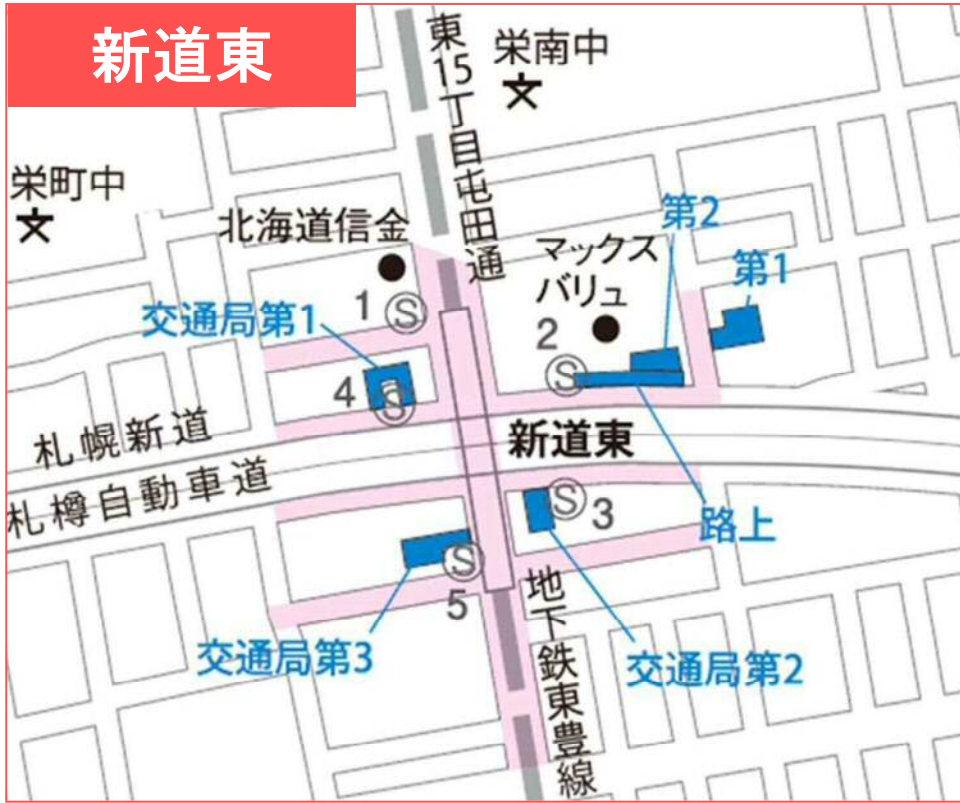 新道東
東15丁目屯田通
栄南中
栄町中
北海道信金
第2
マックス
バリュ
第1
交通局第1
1
S
2
S
4
S
札幌新道
新道東
札樽自動車道
S
3
路上
S
5
地下鉄東豊線
交通局第3
交通局第2